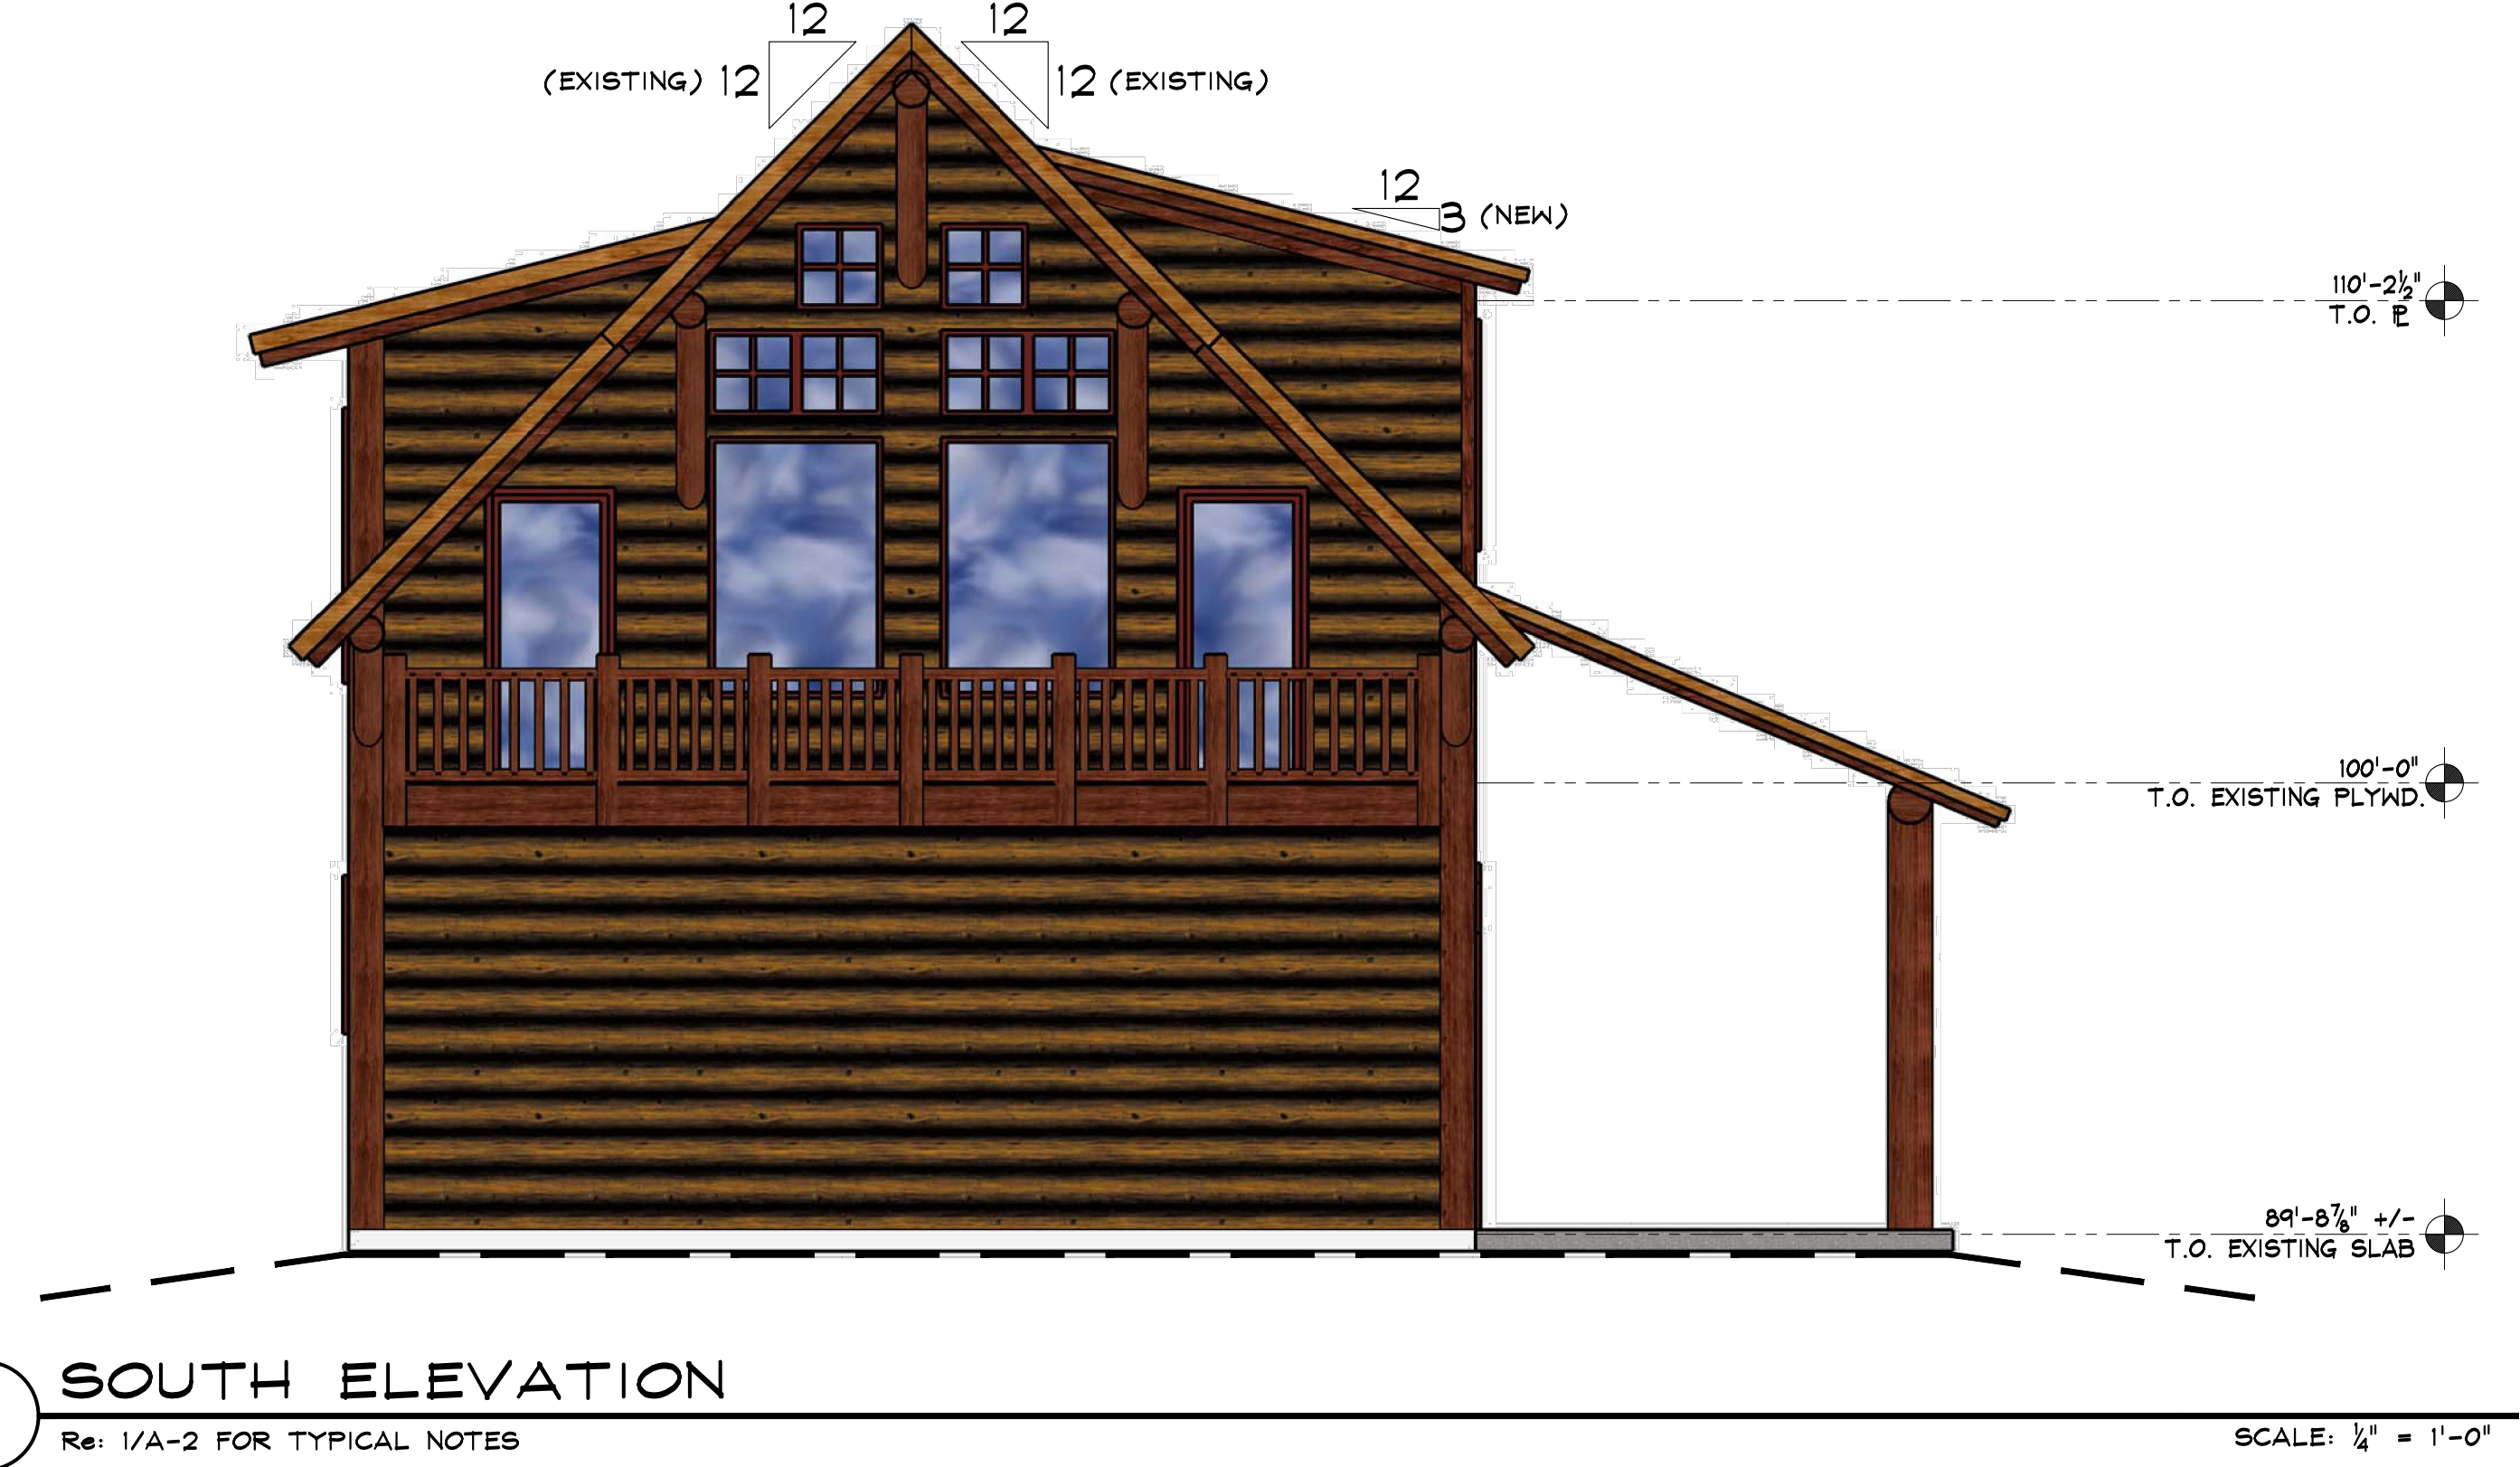 12 12
(EXISTING) 12 12 (EXISTING)
12
3 (NEW)
110'-2½"
T.O. PL
100'-0"
T.O. EXISTING PLYWD.
89'-8⅞" +/-
T.O. EXISTING SLAB
SOUTH ELEVATION
Re: 1/A-2 FOR TYPICAL NOTES
SCALE: ¼" = 1'-0"